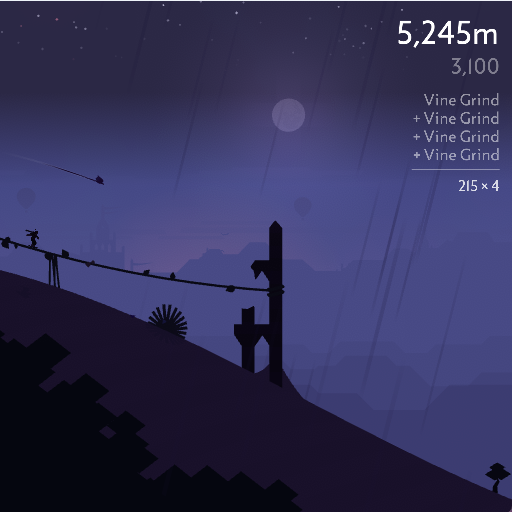 5,245m
3,100
Vine Grind
+ Vine Grind
+ Vine Grind
+ Vine Grind
215 × 4